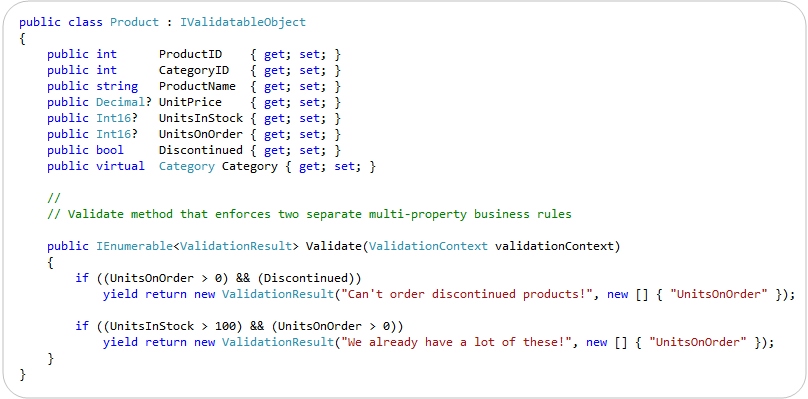 public class Product : IValidatableObject
{
    public int      ProductID    { get; set; }
    public int      CategoryID   { get; set; }
    public string   ProductName  { get; set; }
    public Decimal? UnitPrice    { get; set; }
    public Int16?   UnitsInStock { get; set; }
    public Int16?   UnitsOnOrder { get; set; }
    public bool     Discontinued { get; set; }
    public virtual  Category Category { get; set; }
    //
    // Validate method that enforces two separate multi-property business rules
    public IEnumerable<ValidationResult> Validate(ValidationContext validationContext)
    {
        if ((UnitsOnOrder > 0) && (Discontinued))
            yield return new ValidationResult("Can't order discontinued products!", new [] { "UnitsOnOrder" });
        if ((UnitsInStock > 100) && (UnitsOnOrder > 0))
            yield return new ValidationResult("We already have a lot of these!", new [] { "UnitsOnOrder" });
    }
}